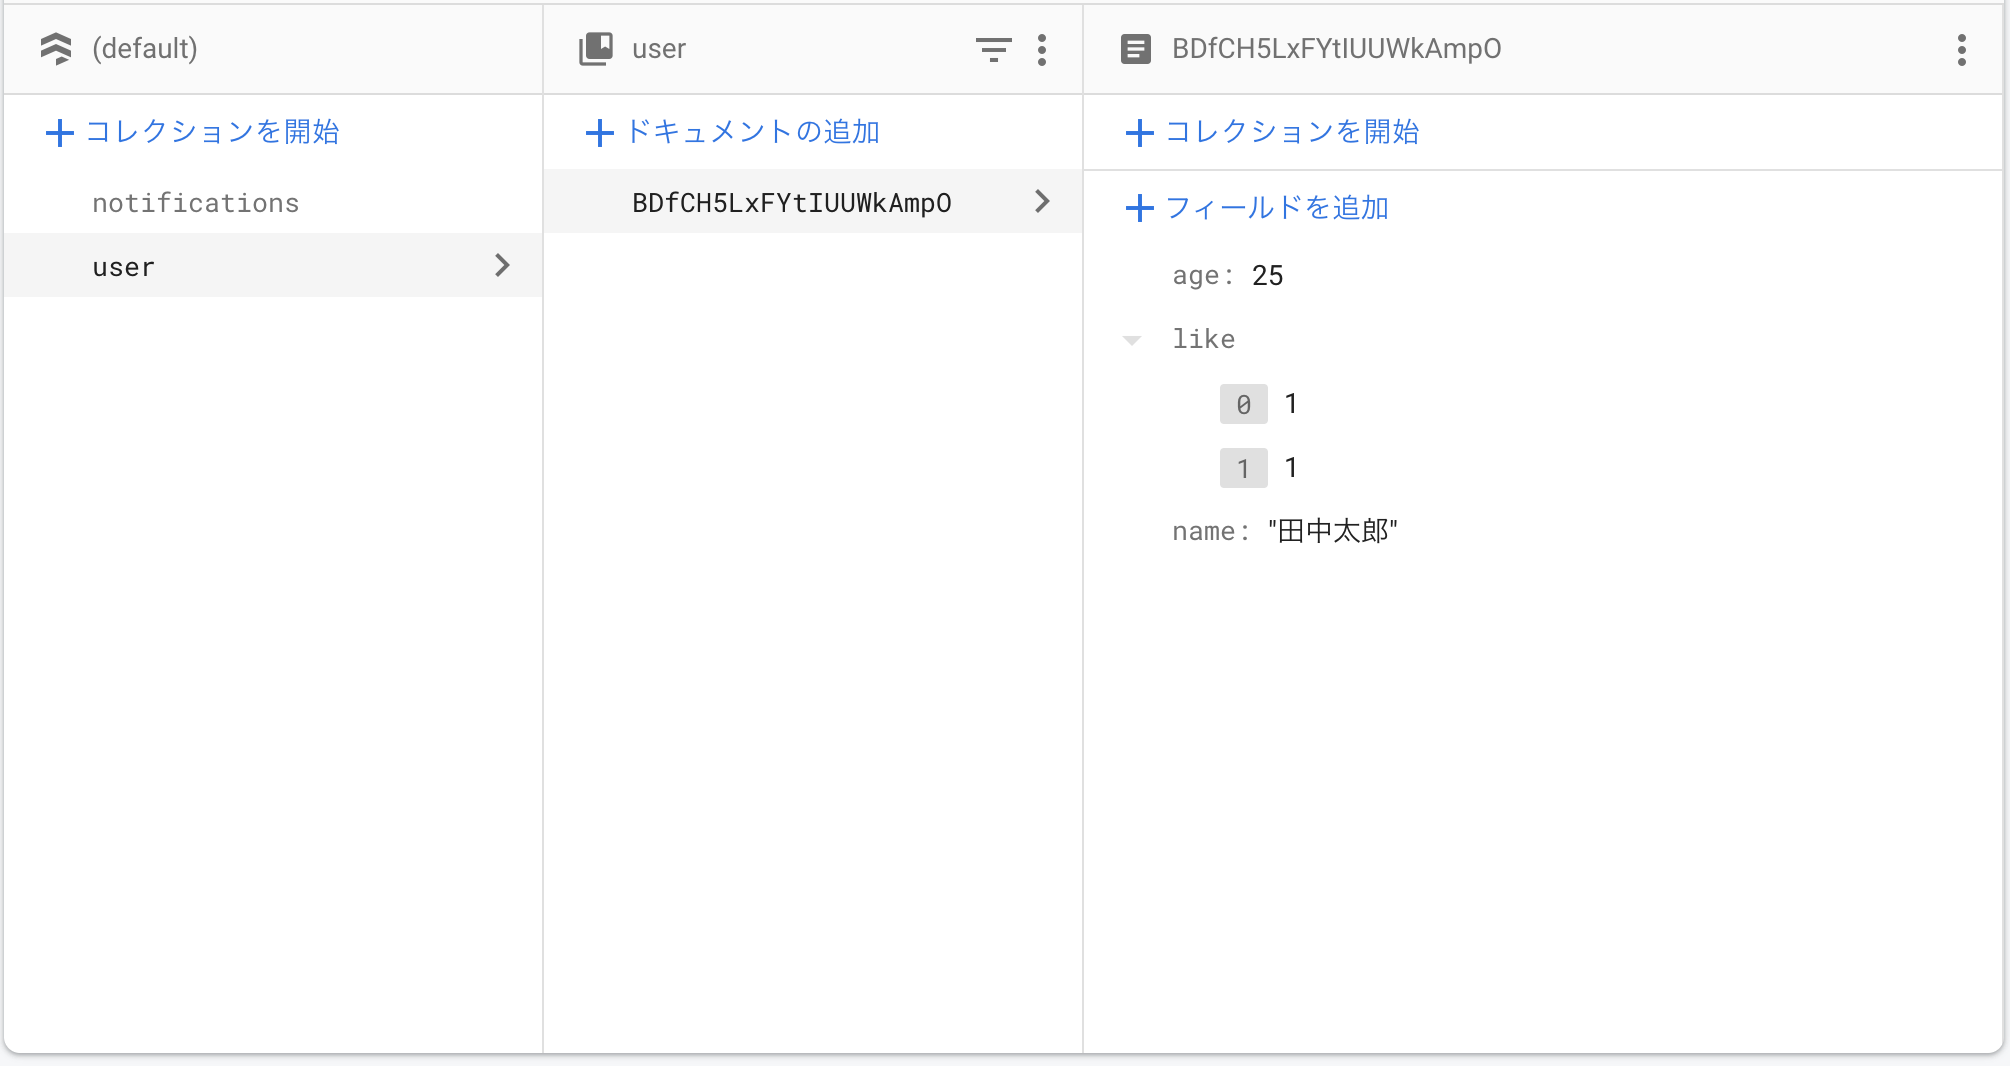 (default)
コレクションを開始
notifications
user
user
ドキュメントの追加
BDfCH5LxFYtIUUWkAmpO
BDfCH5LxFYtIUUWkAmpO
コレクションを開始
フィールドを追加
age: 25
like
0 1
1 1
name: "田中太郎"